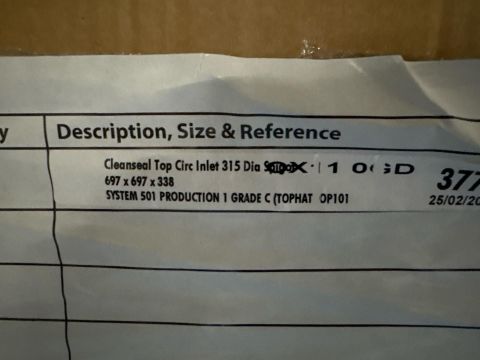 y
Description, Size & Reference
Cleanseal Top Circ Inlet 315 Dia
697 x 697 x 338
SYSTEM 501 PRODUCTION 1 GRADE C (TOPHAT OP101
377
25/02/20